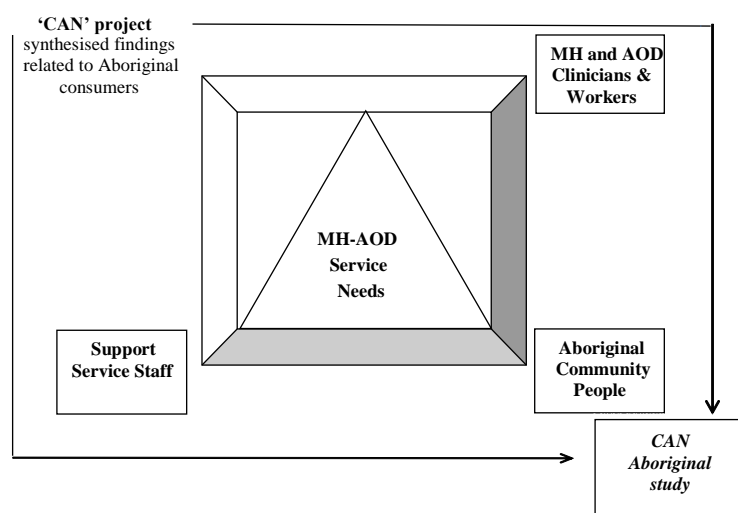 ‘CAN’ project
synthesised findings
related to Aboriginal
consumers
MH and AOD
Clinicians &
Workers
MH-AOD
Service
Needs
Support
Service Staff
Aboriginal
Community
People
CAN
Aboriginal
study